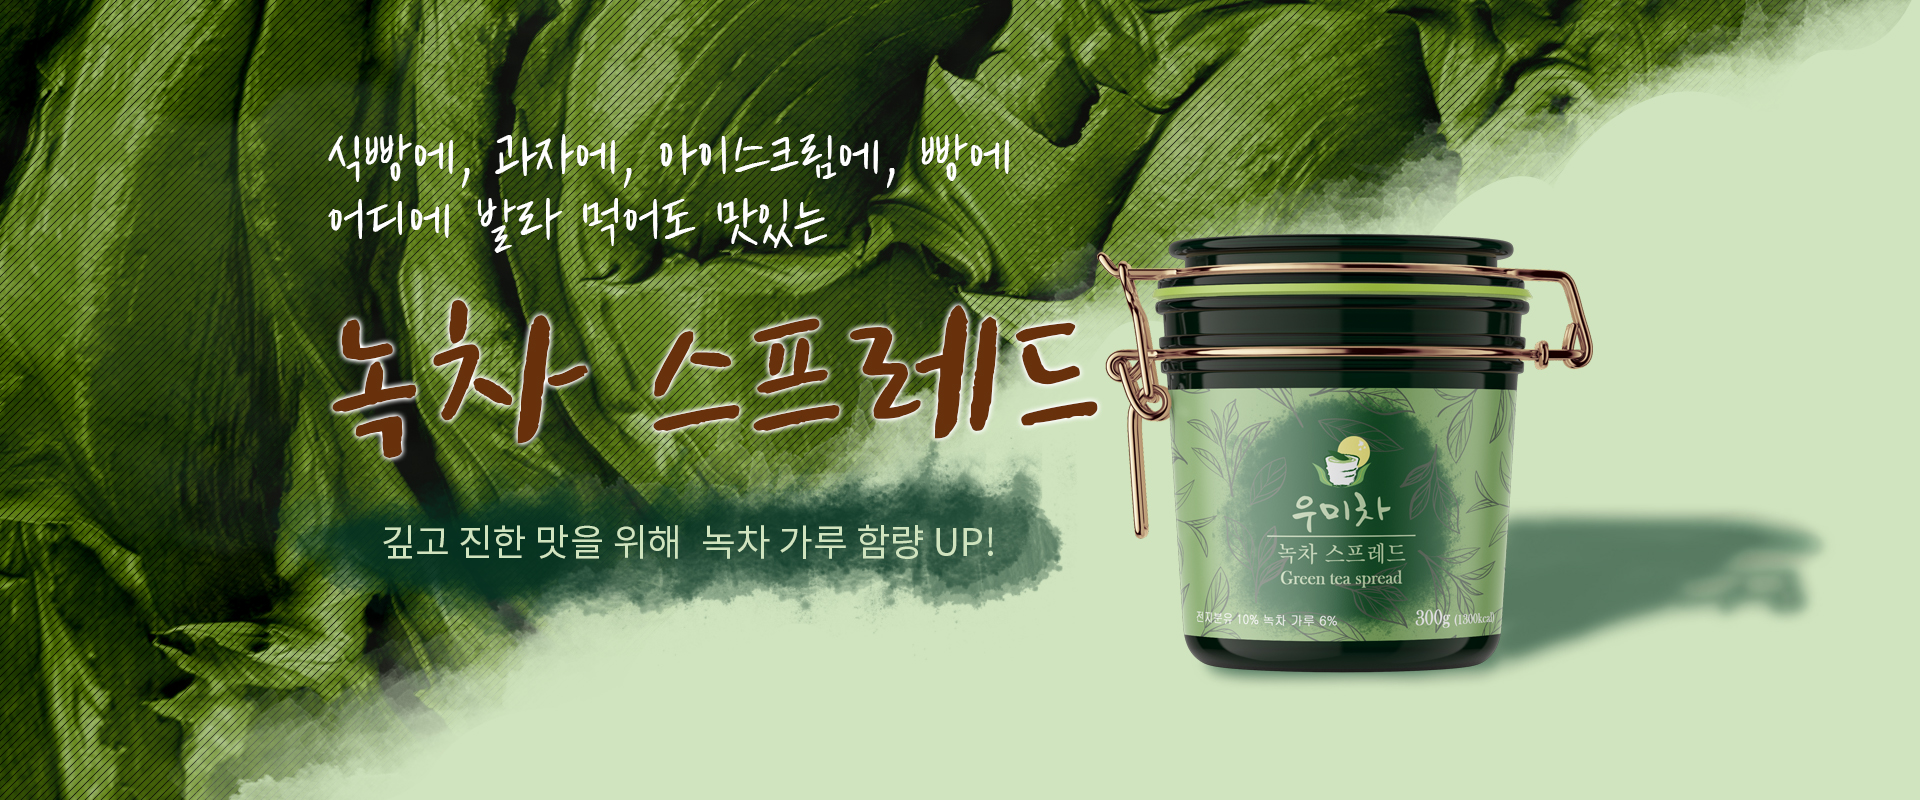 식빵에, 과자에, 아이스크림에, 빵에
어디에 발라 먹어도 맛있는
녹차 스프레드
깊고 진한 맛을 위해 녹차 가루 함량 UP!
우미차
녹차 스프레드
Green tea spread
전지분유 10% 녹차 가루 6%
300g (1300kcal)